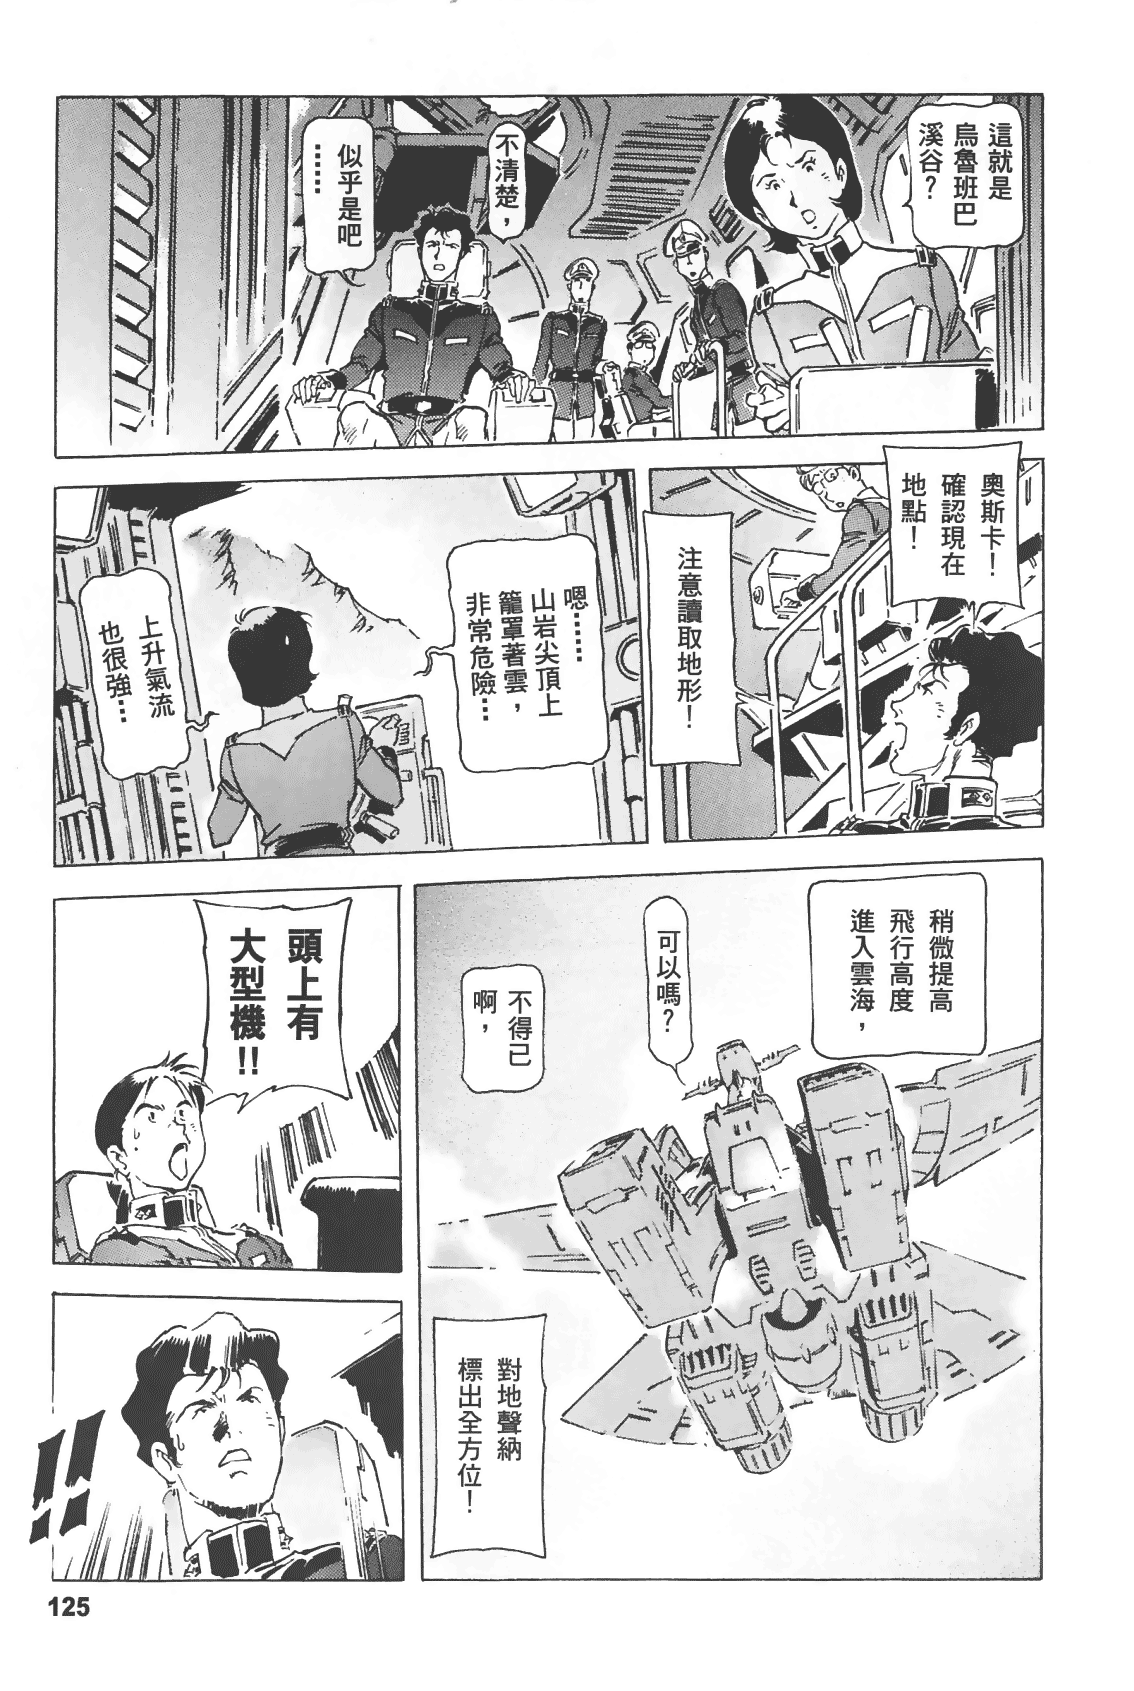 這就是
烏魯班巴
溪谷？
不清楚，
似乎是吧
……
奧斯卡！
確認現在
地點！
注意讀取地形！
嗯……
山岩尖頂上
籠罩著雲，
非常危險…
上升氣流
也很強…
稍微提高
飛行高度
進入雲海，
可以嗎？
不得已
啊，
對地聲納
標出全方位！
頭上有
大型機!!
!!
125